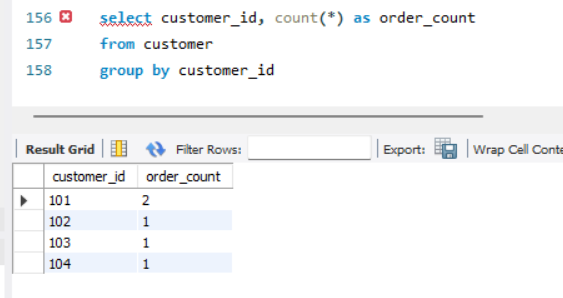 156 select customer_id, count(*) as order_count
157 from customer
158 group by customer_id
Result Grid Filter Rows: Export: Wrap Cell Conte
customer_id order_count
101 2
102 1
103 1
104 1